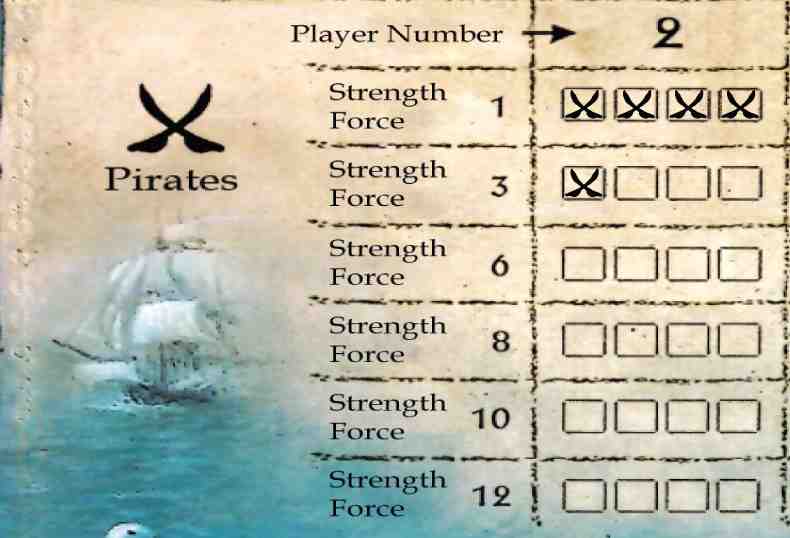 Player Number 2
Pirates
Strength
Force 1
Strength
Force 3
Strength
Force 6
Strength
Force 8
Strength
Force 10
Strength
Force 12